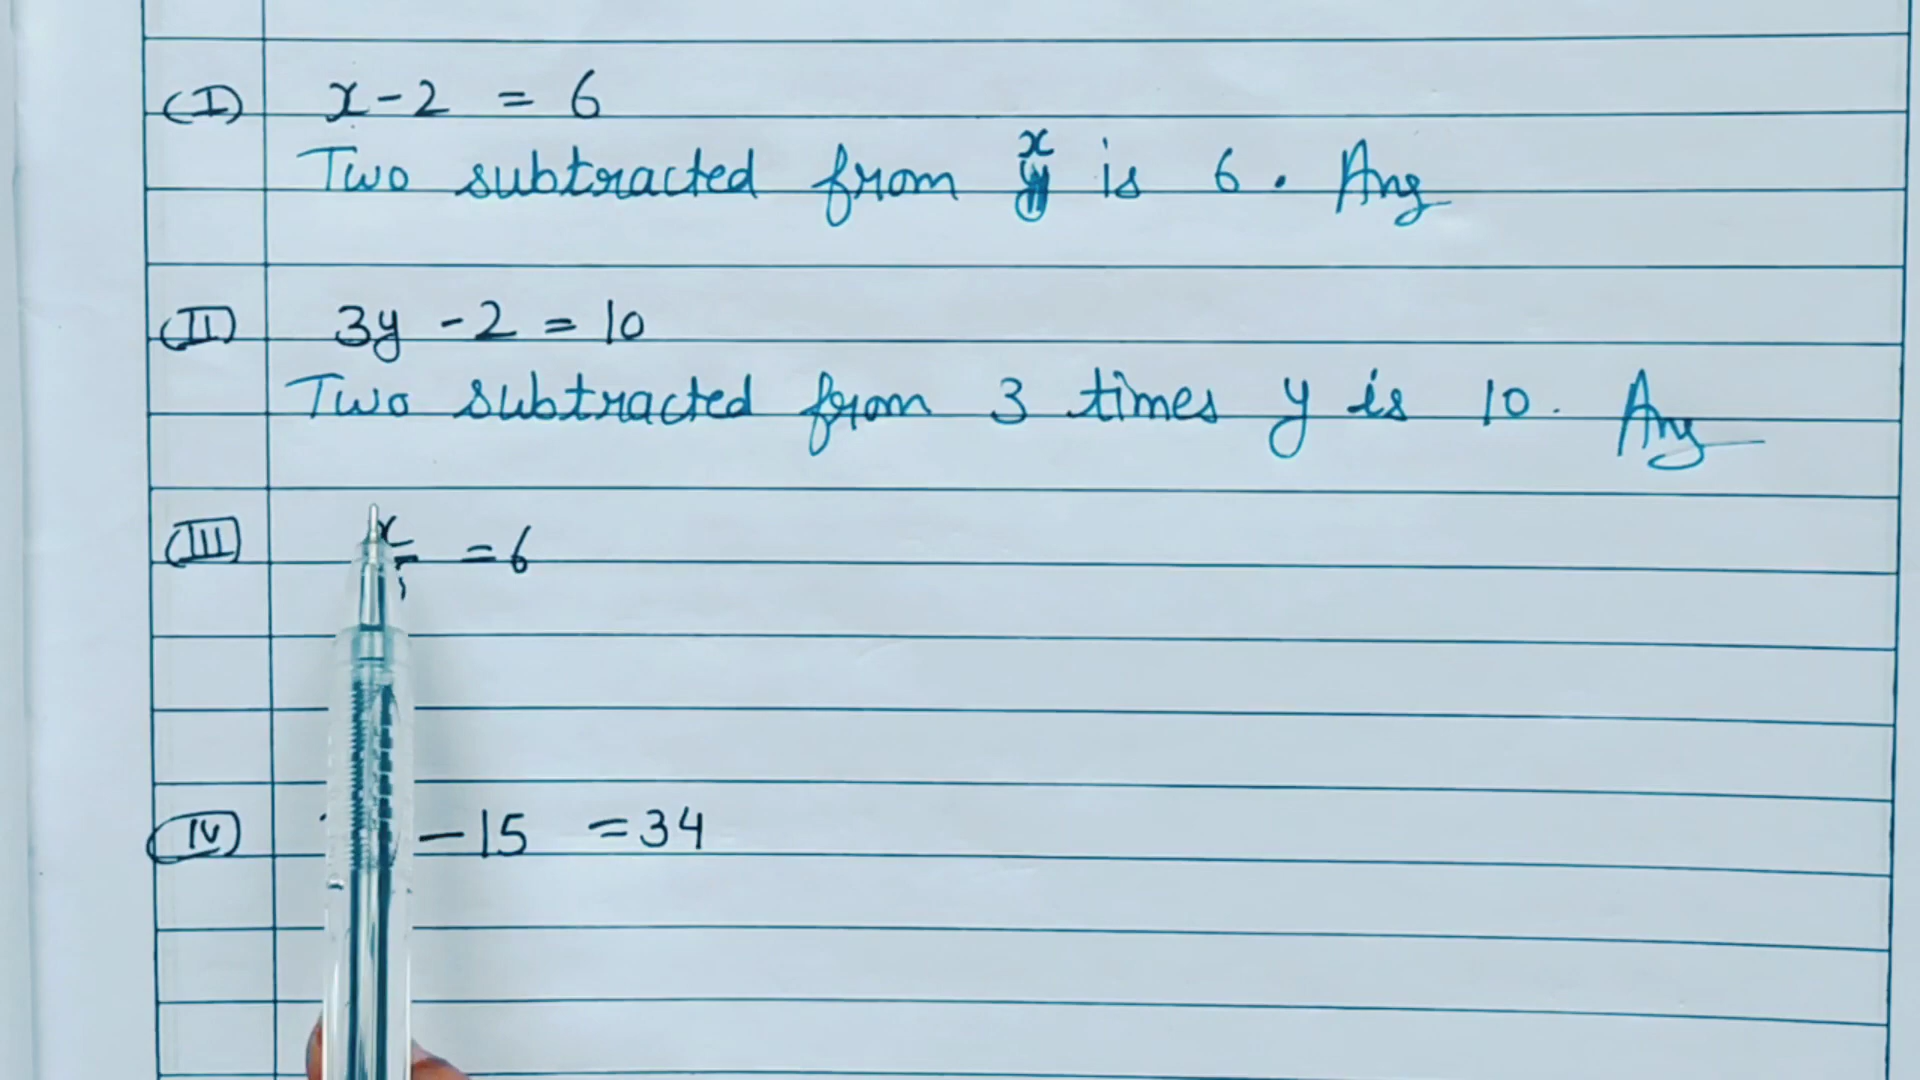 (I) x - 2 = 6
Two subtracted from x is 6. Ans
(II) 3y - 2 = 10
Two subtracted from 3 times y is 10. Ans
(III) x = 6
(IV) - 15 = 34